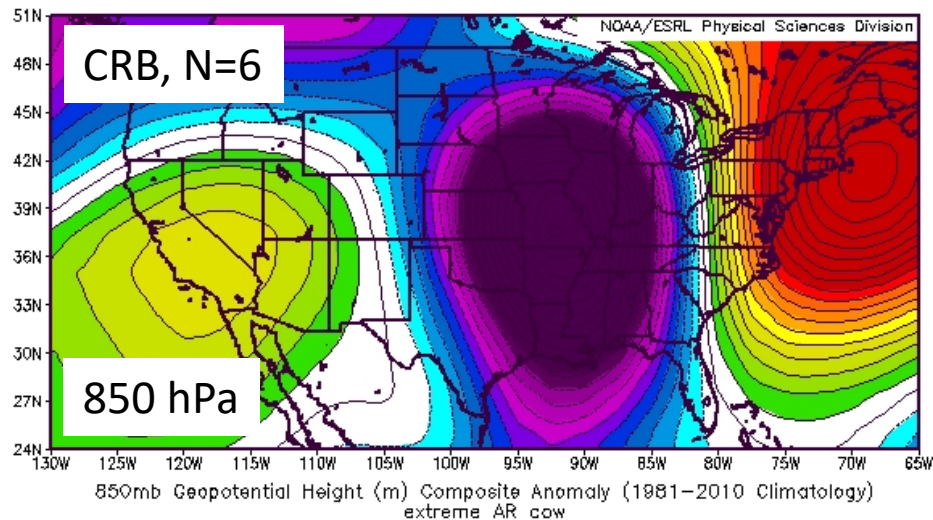 NOAA/ESRL Physical Sciences Division
CRB, N=6
850 hPa
51N
48N
45N
42N
39N
36N
33N
30N
27N
24N
130W 125W 120W 115W 110W 105W 100W 95W 90W 85W 80W 75W 70W 65W
850mb Geopotential Height (m) Composite Anomaly (1981-2010 Climatology)
extreme AR cow